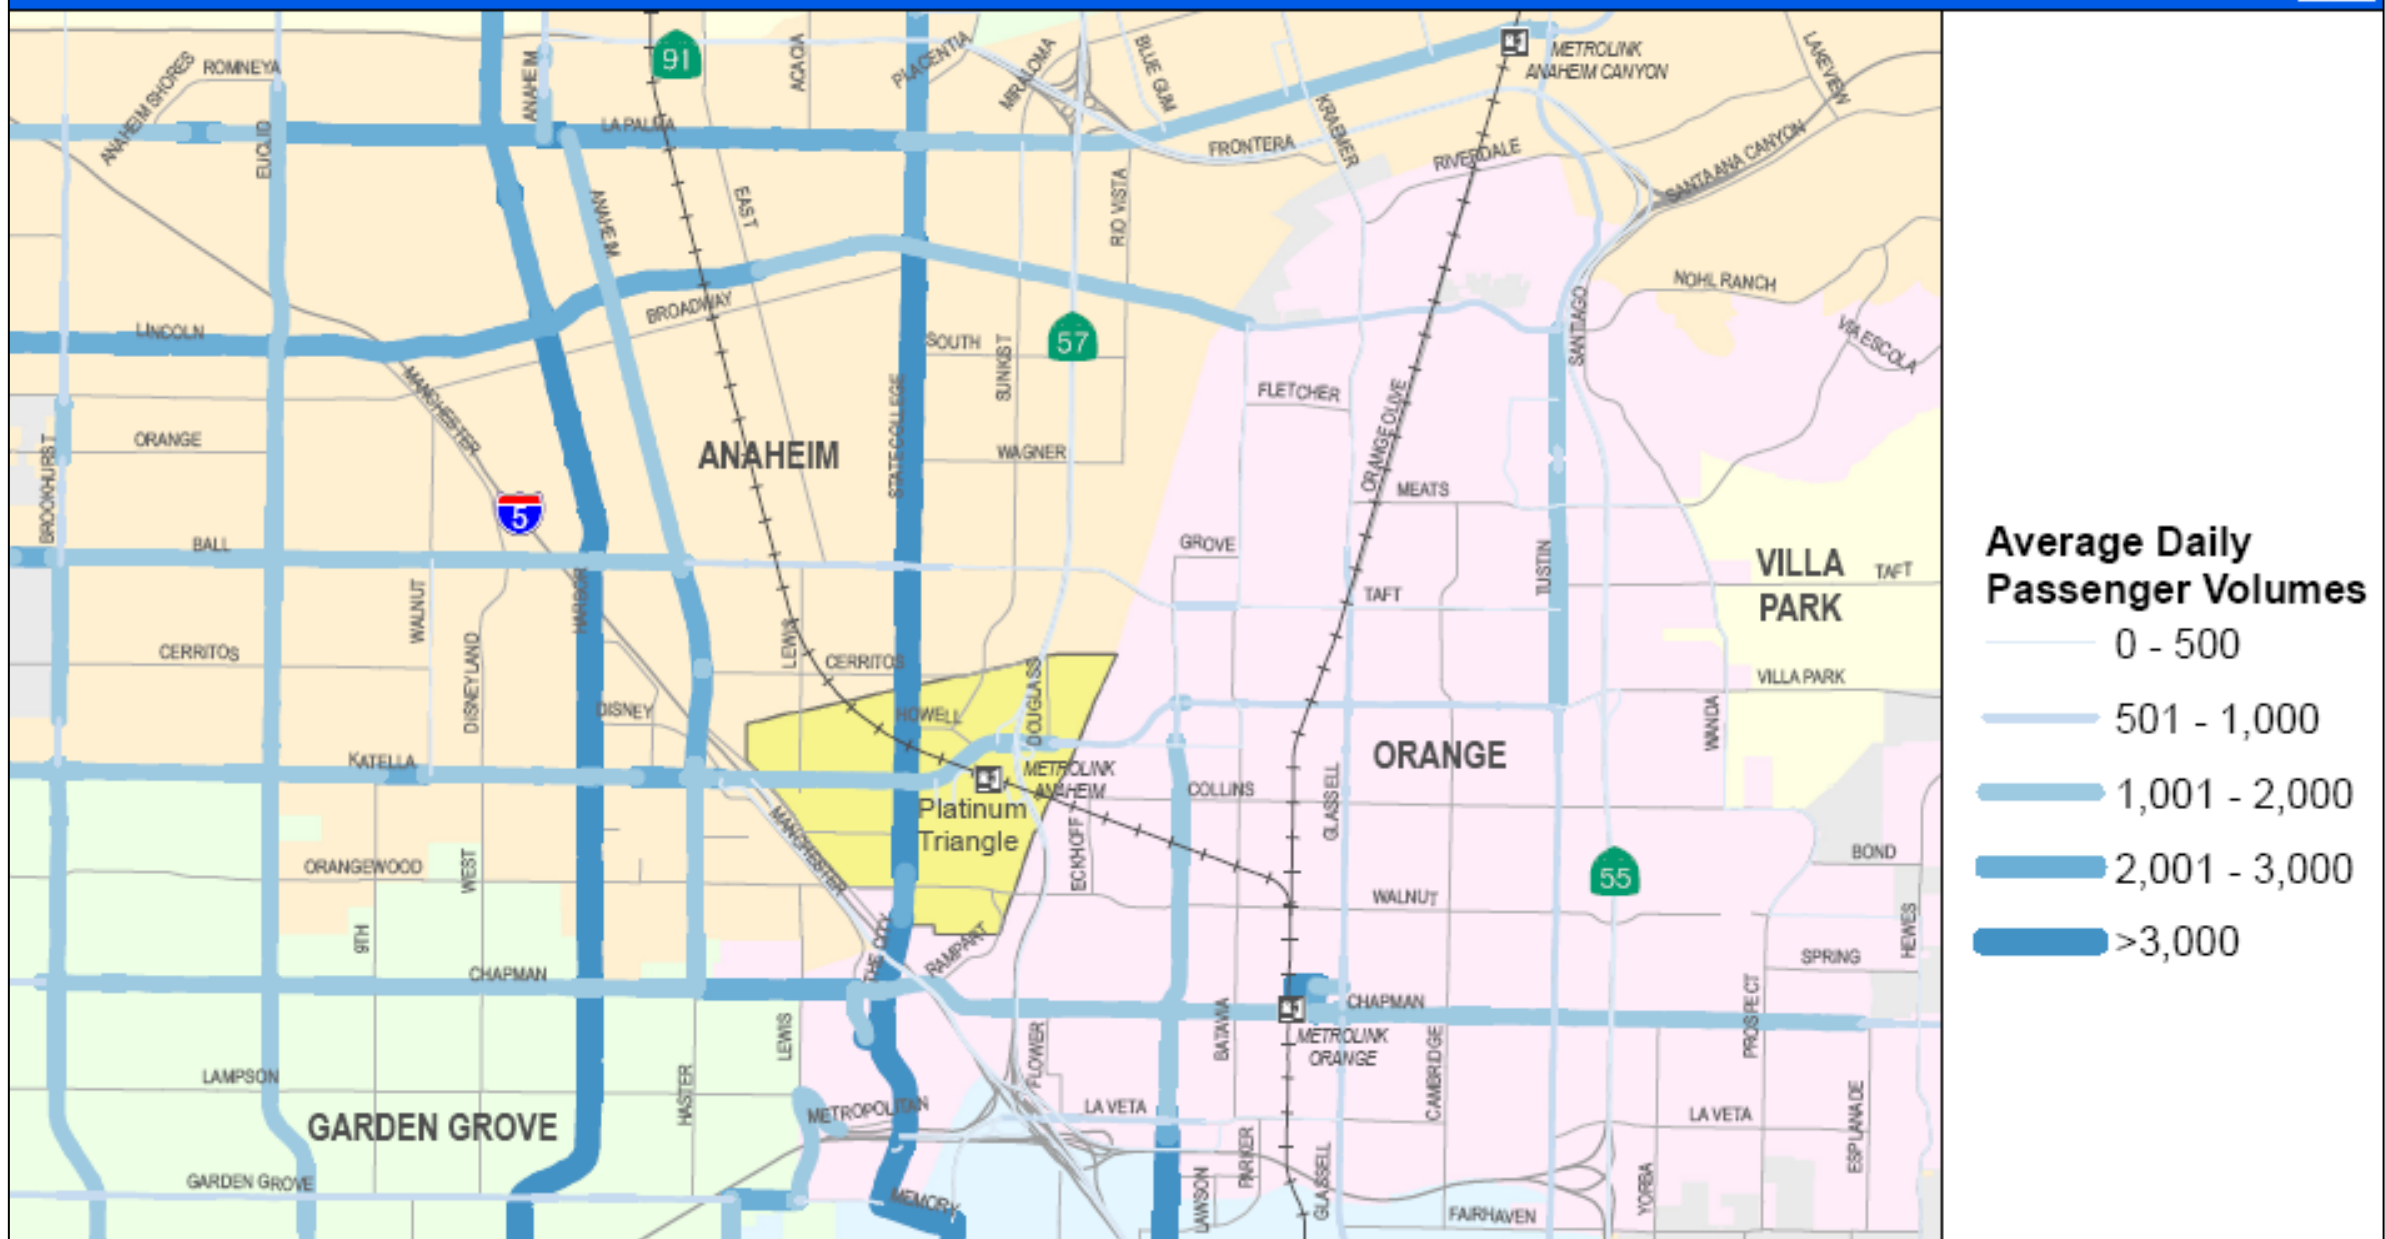 METROLINK
ANAHEIM CANYON
ANAHEIM SHORES
ROMNEYA
ANAHEIM
91
ACACIA
PLACENTIA
MIRALOMA
BLUE GUM
KRAEMER
LAKEVIEW
EUCLID
LA PALMA
FRONTERA
RIVERDALE
SANTA ANA CANYON
ANAHEIM
EAST
RIO VISTA
LINCOLN
BROADWAY
SOUTH
SUNKIST
57
NOHL RANCH
SANTIAGO
VIA ESCOLA
MANCHESTER
FLETCHER
ORANGE OLIVE
BROOKHURST
ORANGE
ANAHEIM
STATE COLLEGE
WAGNER
MEATS
5
BALL
GROVE
TUSTIN
VILLA
PARK
TAFT
WALNUT
HARBOR
TAFT
CERRITOS
DISNEYLAND
LEWIS
CERRITOS
VILLA PARK
DISNEY
HOWELL
DOUGLASS
WANDA
KATELLA
METROLINK
ANAHEIM
ORANGE
COLLINS
GLASSELL
Platinum
Triangle
MANCHESTER
ECKHOFF
ORANGEWOOD
WEST
55
BOND
WALNUT
9TH
THE CITY
RAMPART
HEWES
CHAPMAN
SPRING
CHAPMAN
PROSPECT
LEWIS
FLOWER
BATAVIA
METROLINK
ORANGE
CAMBRIDGE
LAMPSON
HASTER
METROPOLITAN
LA VETA
LA VETA
ESPLANADE
GARDEN GROVE
PARKER
GLASSELL
GARDEN GROVE
MEMORY
LAWSON
FAIRHAVEN
YORBA
Average Daily
Passenger Volumes
0 - 500
501 - 1,000
1,001 - 2,000
2,001 - 3,000
>3,000